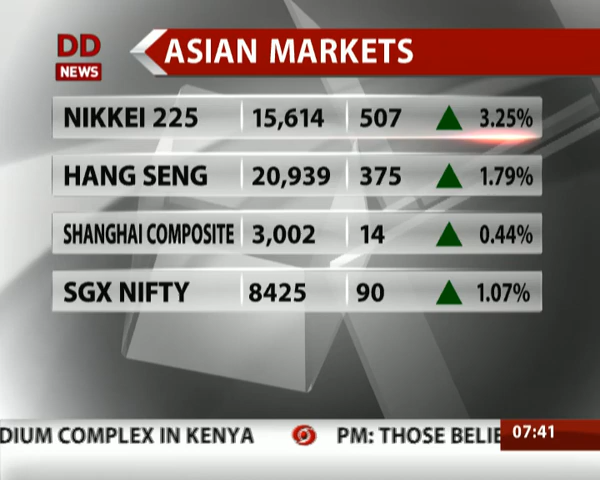 DD
NEWS
ASIAN MARKETS
NIKKEI 225 15,614 507 3.25%
HANG SENG 20,939 375 1.79%
SHANGHAI COMPOSITE 3,002 14 0.44%
SGX NIFTY 8425 90 1.07%
DIUM COMPLEX IN KENYA PM: THOSE BELIE 07:41